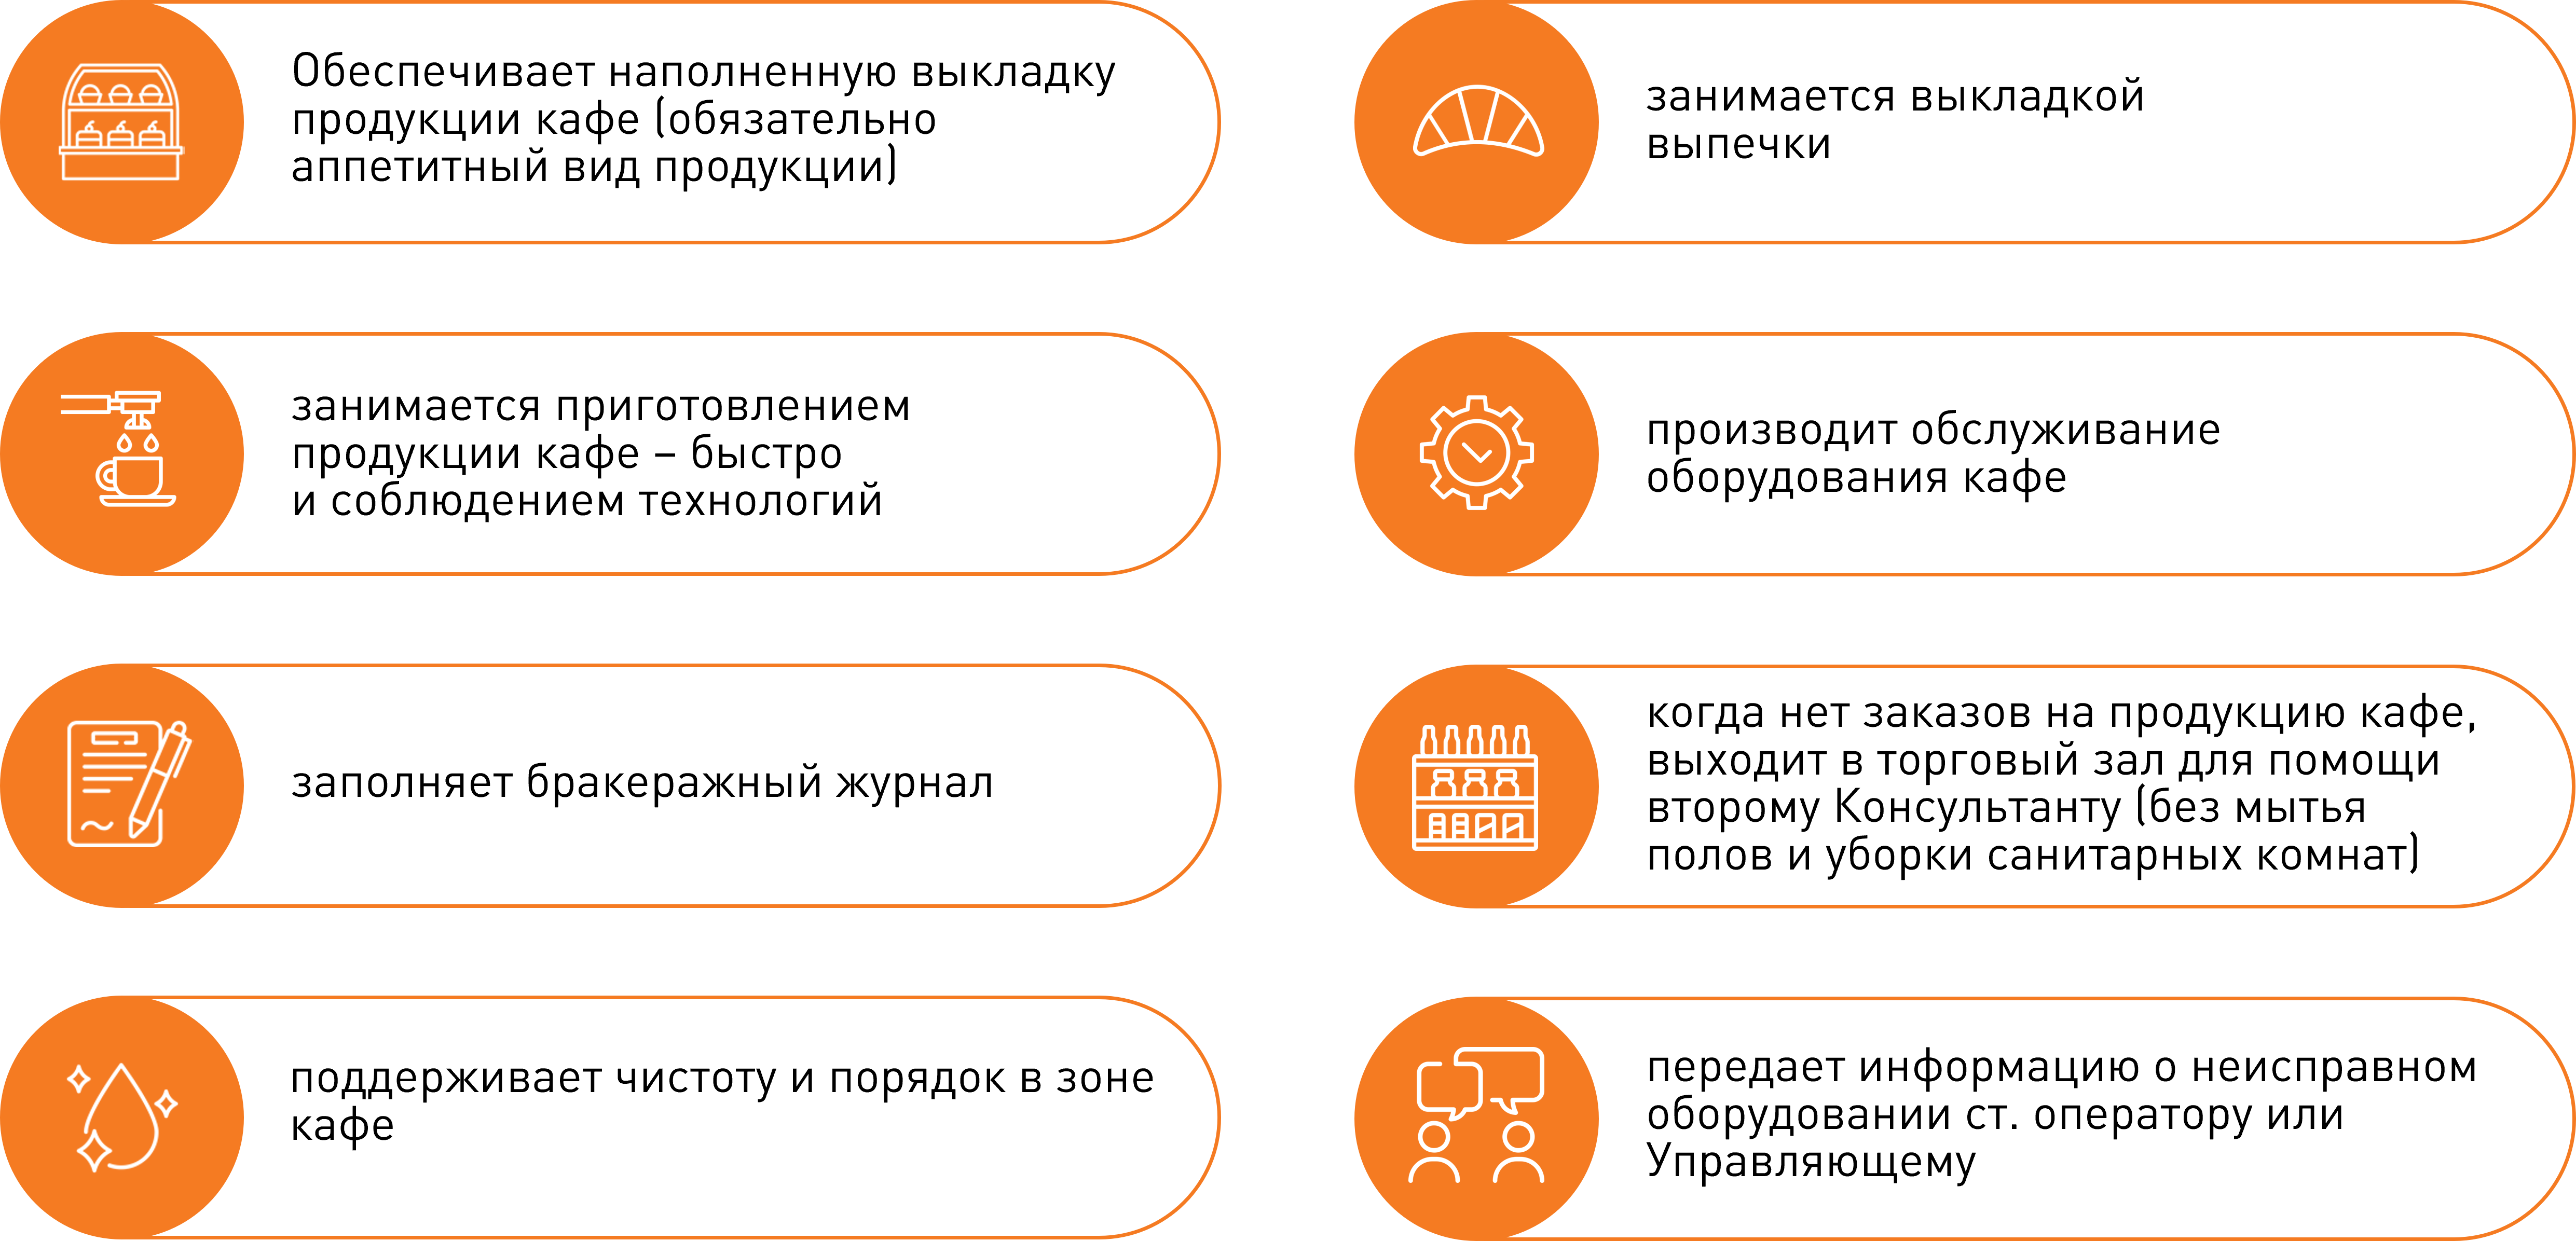 Обеспечивает наполненную выкладку
продукции кафе (обязательно
аппетитный вид продукции)
занимается выкладкой
выпечки
занимается приготовлением
продукции кафе – быстро
и соблюдением технологий
производит обслуживание
оборудования кафе
заполняет бракеражный журнал
когда нет заказов на продукцию кафе,
выходит в торговый зал для помощи
второму Консультанту (без мытья
полов и уборки санитарных комнат)
поддерживает чистоту и порядок в зоне
кафе
передает информацию о неисправном
оборудовании ст. оператору или
Управляющему